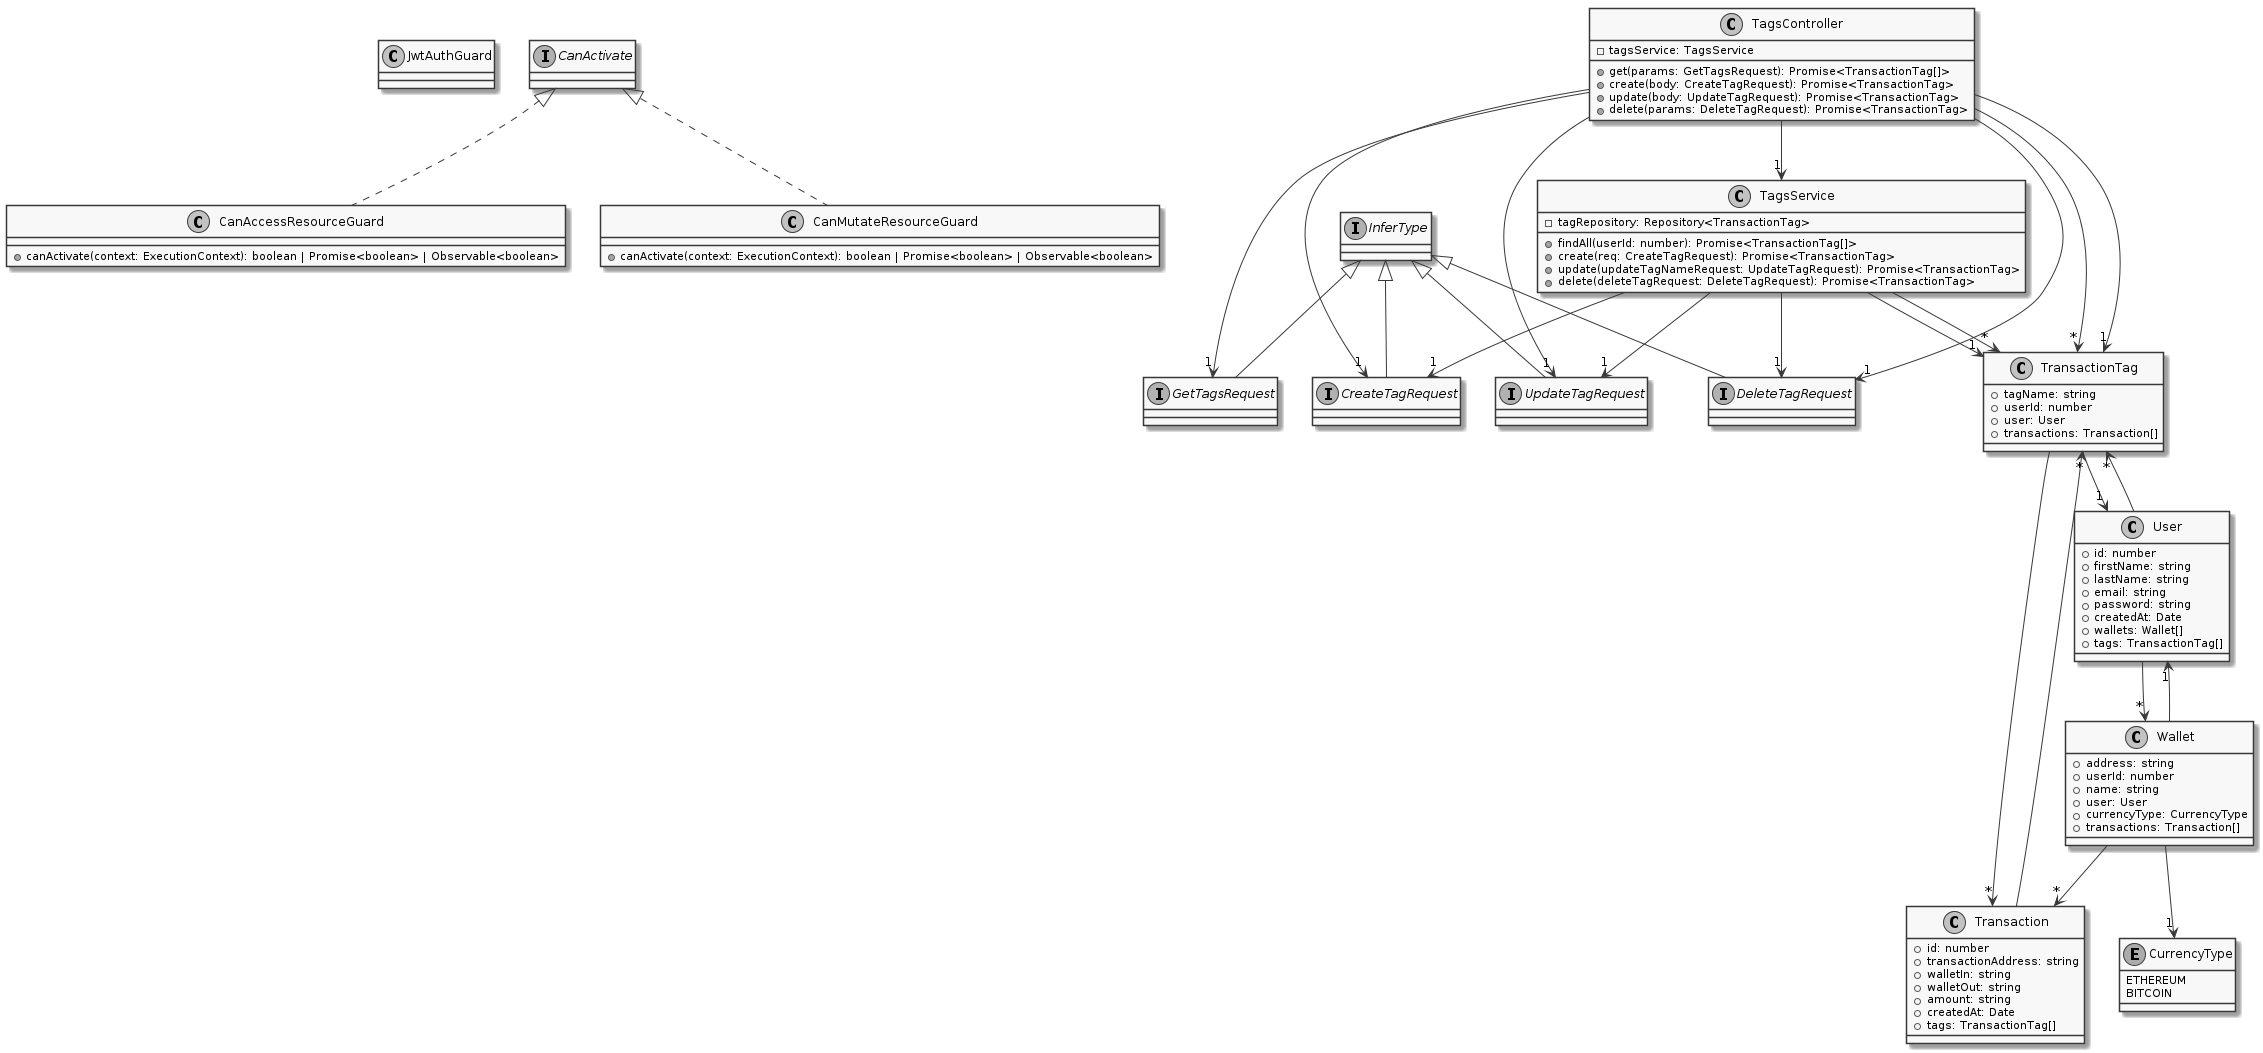 C TagsController
tagsService: TagsService
get(params: GetTagsRequest): Promise<TransactionTag[]>
create(body: CreateTagRequest): Promise<TransactionTag>
update(body: UpdateTagRequest): Promise<TransactionTag>
delete(params: DeleteTagRequest): Promise<TransactionTag>
C JwtAuthGuard
I CanActivate
1
C TagsService
tagRepository: Repository<TransactionTag>
findAll(userId: number): Promise<TransactionTag[]>
create(req: CreateTagRequest): Promise<TransactionTag>
update(updateTagNameRequest: UpdateTagRequest): Promise<TransactionTag>
delete(deleteTagRequest: DeleteTagRequest): Promise<TransactionTag>
C CanAccessResourceGuard
canActivate(context: ExecutionContext): boolean | Promise<boolean> | Observable<boolean>
C CanMutateResourceGuard
canActivate(context: ExecutionContext): boolean | Promise<boolean> | Observable<boolean>
I InferType
1
1
1
1
1
1
1
1
1
*
*
1
I GetTagsRequest
I CreateTagRequest
I UpdateTagRequest
I DeleteTagRequest
C TransactionTag
tagName: string
userId: number
user: User
transactions: Transaction[]
*
*
1
C User
id: number
firstName: string
lastName: string
email: string
password: string
createdAt: Date
wallets: Wallet[]
tags: TransactionTag[]
1
*
C Wallet
address: string
userId: number
name: string
user: User
currencyType: CurrencyType
transactions: Transaction[]
*
*
1
C Transaction
id: number
transactionAddress: string
walletIn: string
walletOut: string
amount: string
createdAt: Date
tags: TransactionTag[]
E CurrencyType
ETHEREUM
BITCOIN